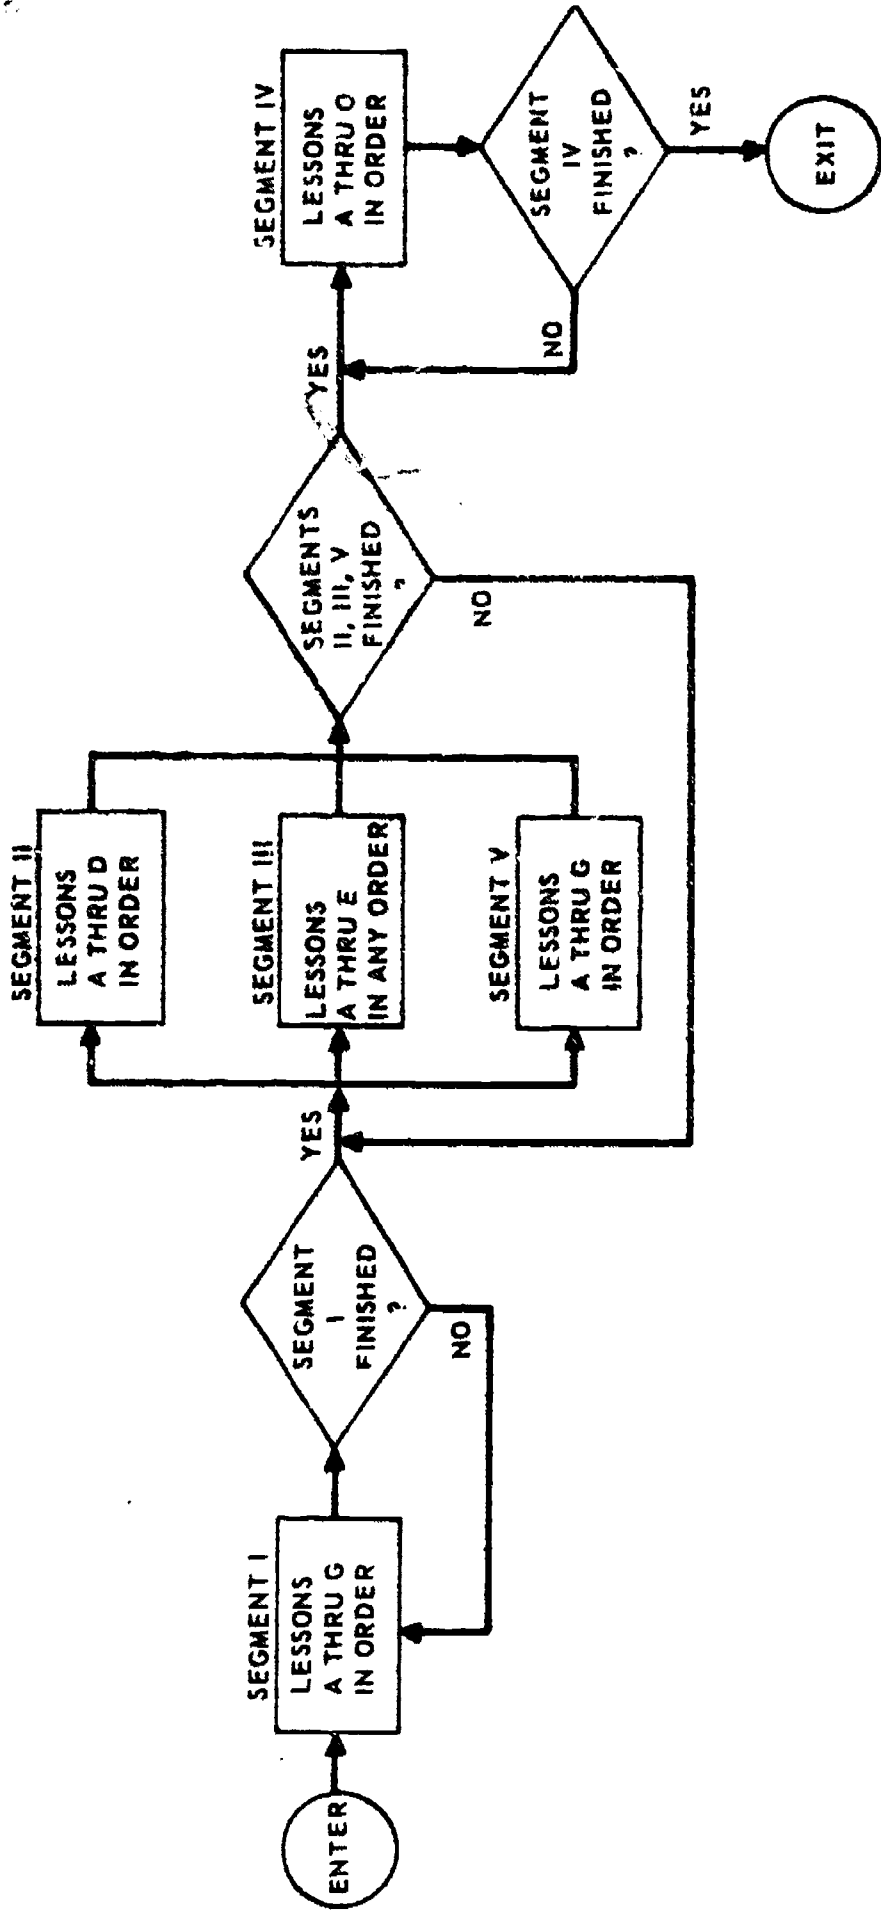 ENTER
SEGMENT I
LESSONS
A THRU G
IN ORDER
SEGMENT
I
FINISHED
?
NO
YES
SEGMENT II
LESSONS
A THRU D
IN ORDER
SEGMENT III
LESSONS
A THRU E
IN ANY ORDER
SEGMENT V
LESSONS
A THRU G
IN ORDER
SEGMENTS
II, III, V
FINISHED
?
NO
YES
SEGMENT IV
LESSONS
A THRU O
IN ORDER
SEGMENT
IV
FINISHED
?
NO
YES
EXIT